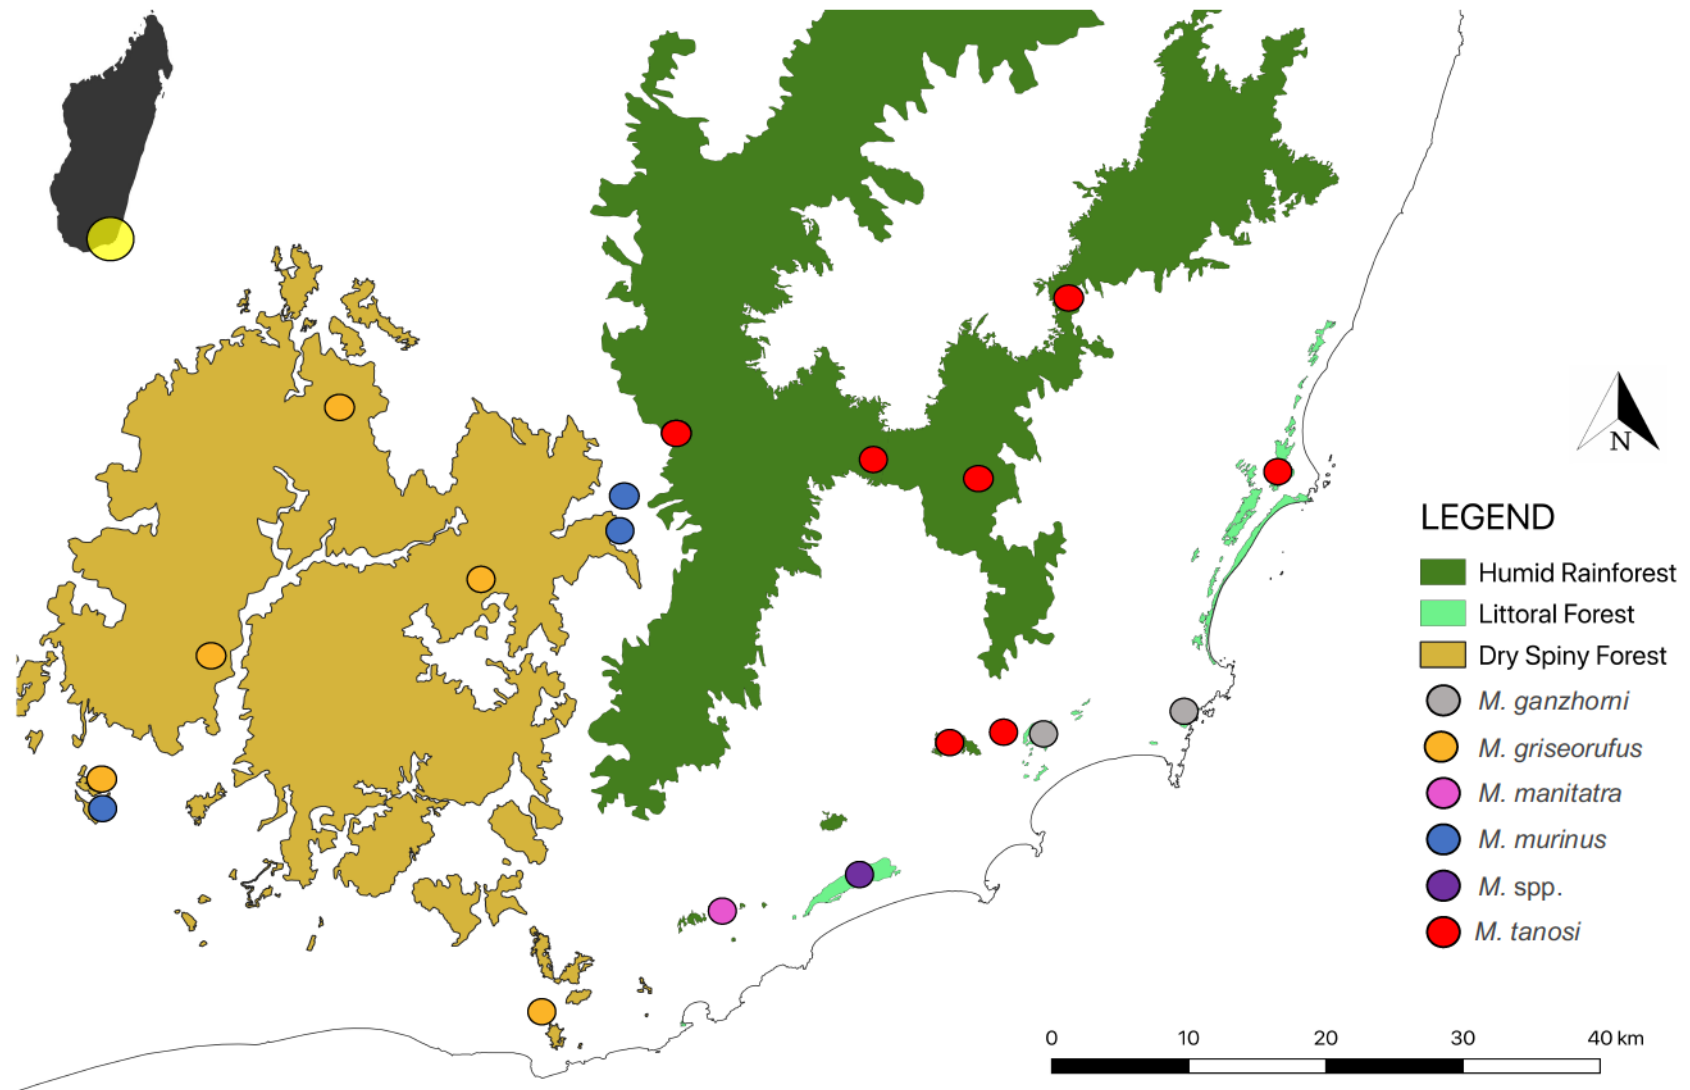 N
LEGEND
Humid Rainforest
Littoral Forest
Dry Spiny Forest
M. ganzhorni
M. griseorufus
M. manitatra
M. murinus
M. spp.
M. tanosi
0 10 20 30 40 km